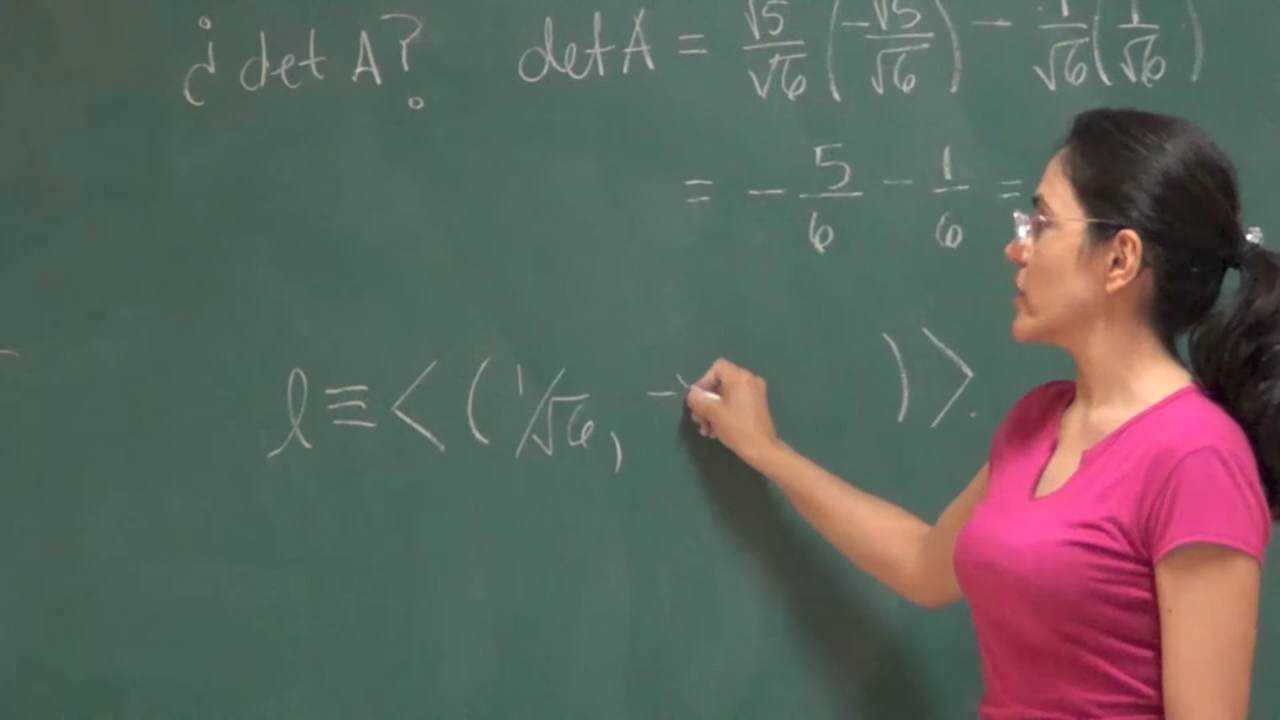 ¿det A? det A = √5/√6 (-√5/√6) - 1/√6 (1/√6)
= - 5/6 - 1/6 =
l ≡ < ( 1/√6, - ) > .